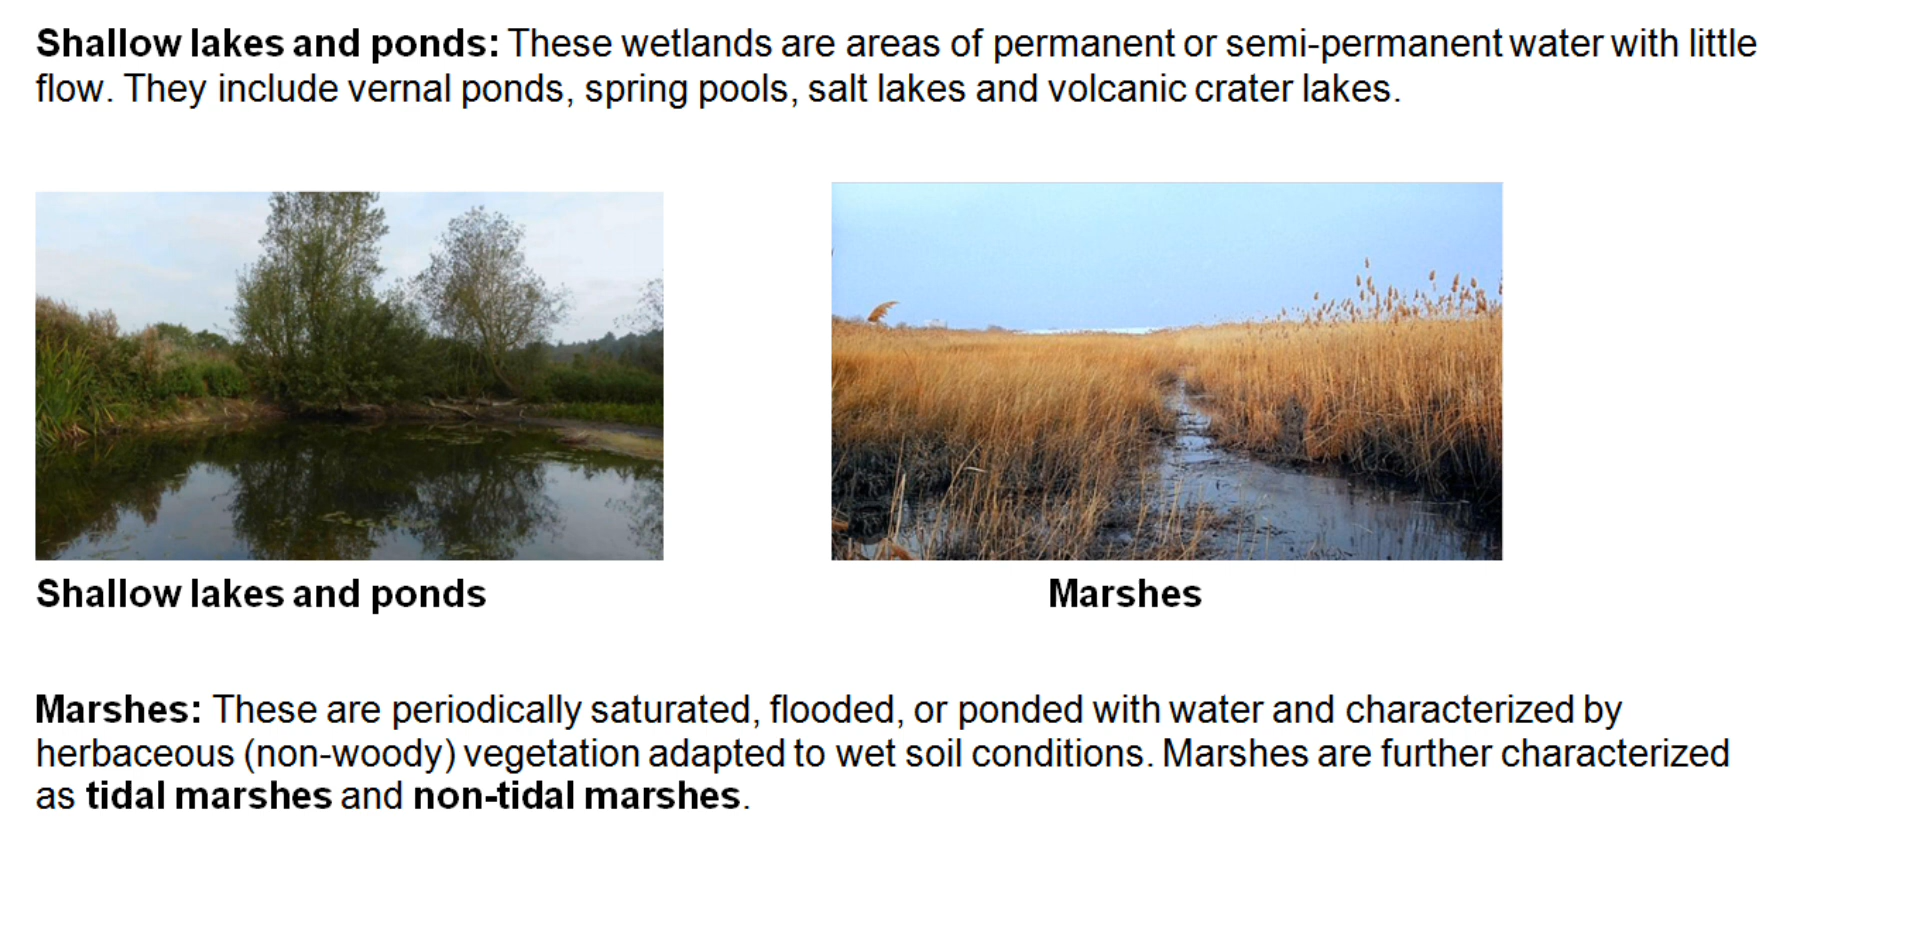 Shallow lakes and ponds: These wetlands are areas of permanent or semi-permanent water with little
flow. They include vernal ponds, spring pools, salt lakes and volcanic crater lakes.
Shallow lakes and ponds
Marshes
Marshes: These are periodically saturated, flooded, or ponded with water and characterized by
herbaceous (non-woody) vegetation adapted to wet soil conditions. Marshes are further characterized
as tidal marshes and non-tidal marshes.